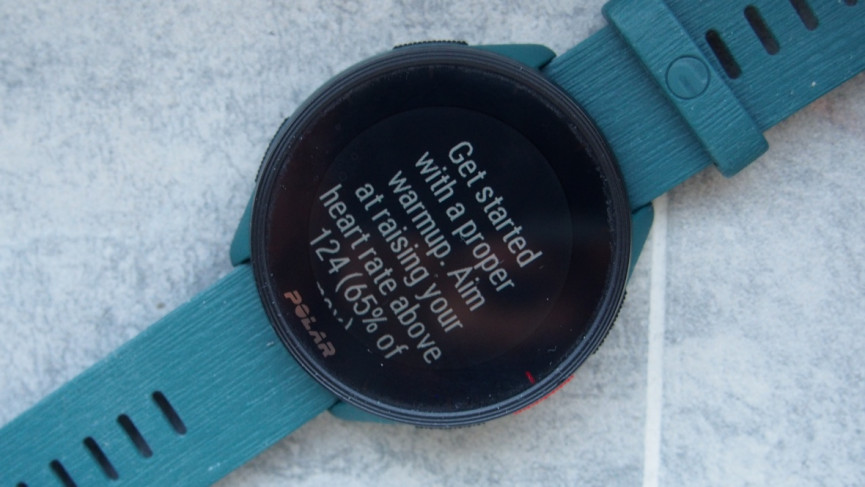 Get started
with a proper
warmup. Aim
at raising your
heart rate above
124 (65% of
POLAR